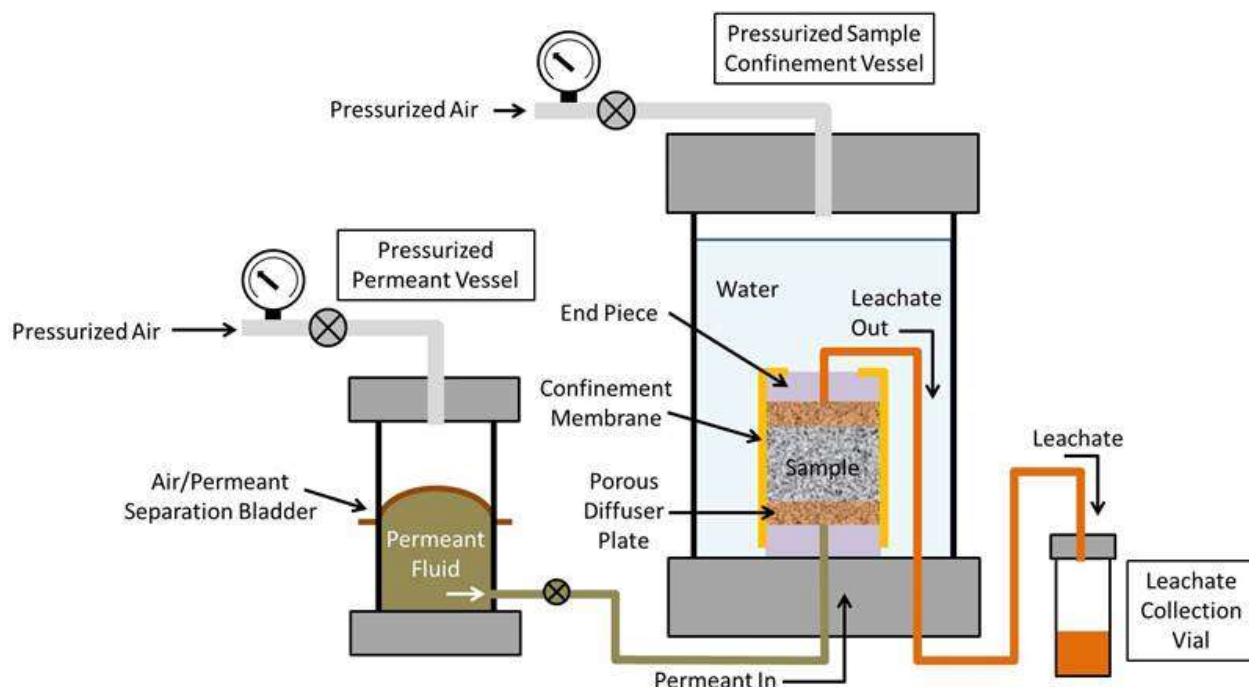 Pressurized Sample
Confinement Vessel
Pressurized Air
Pressurized
Permeant Vessel
Pressurized Air
Water
Leachate
Out
End Piece
Confinement
Membrane
Sample
Porous
Diffuser
Plate
Leachate
Air/Permeant
Separation Bladder
Permeant
Fluid
Leachate
Collection
Vial
Permeant In